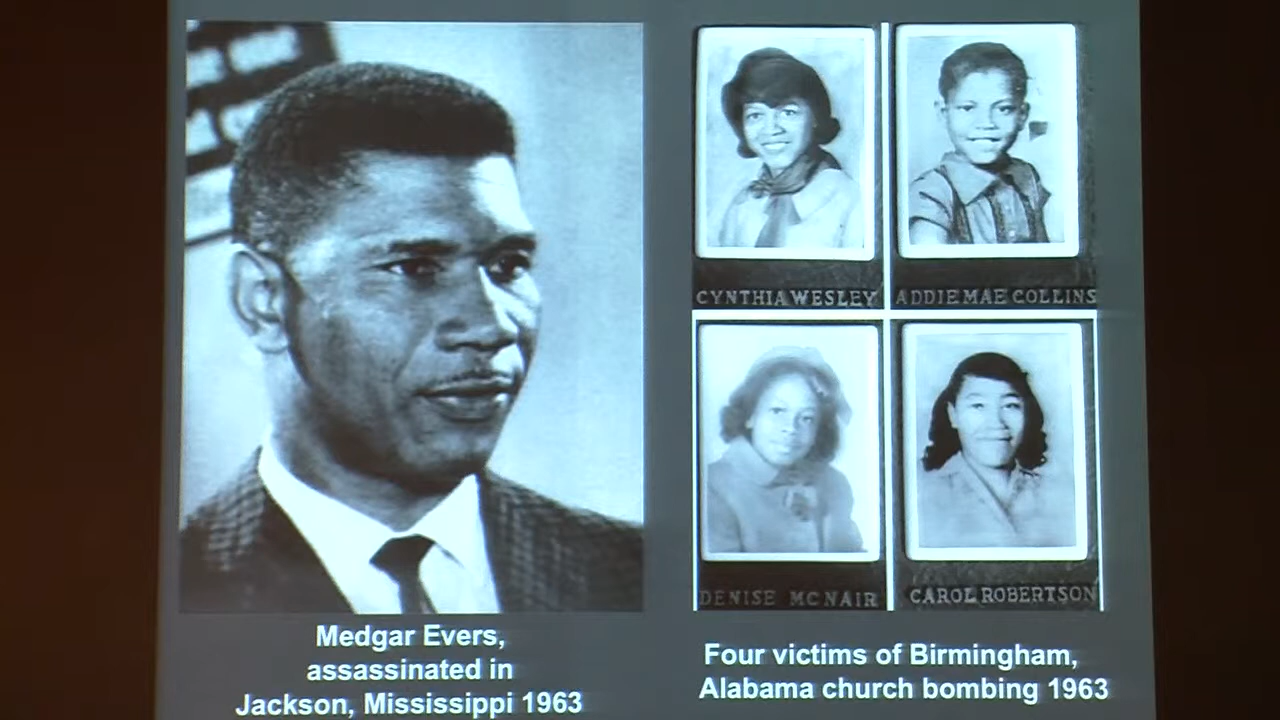 CYNTHIA WESLEY
ADDIE MAE COLLINS
DENISE MCNAIR
CAROL ROBERTSON
Medgar Evers,
assassinated in
Jackson, Mississippi 1963
Four victims of Birmingham,
Alabama church bombing 1963